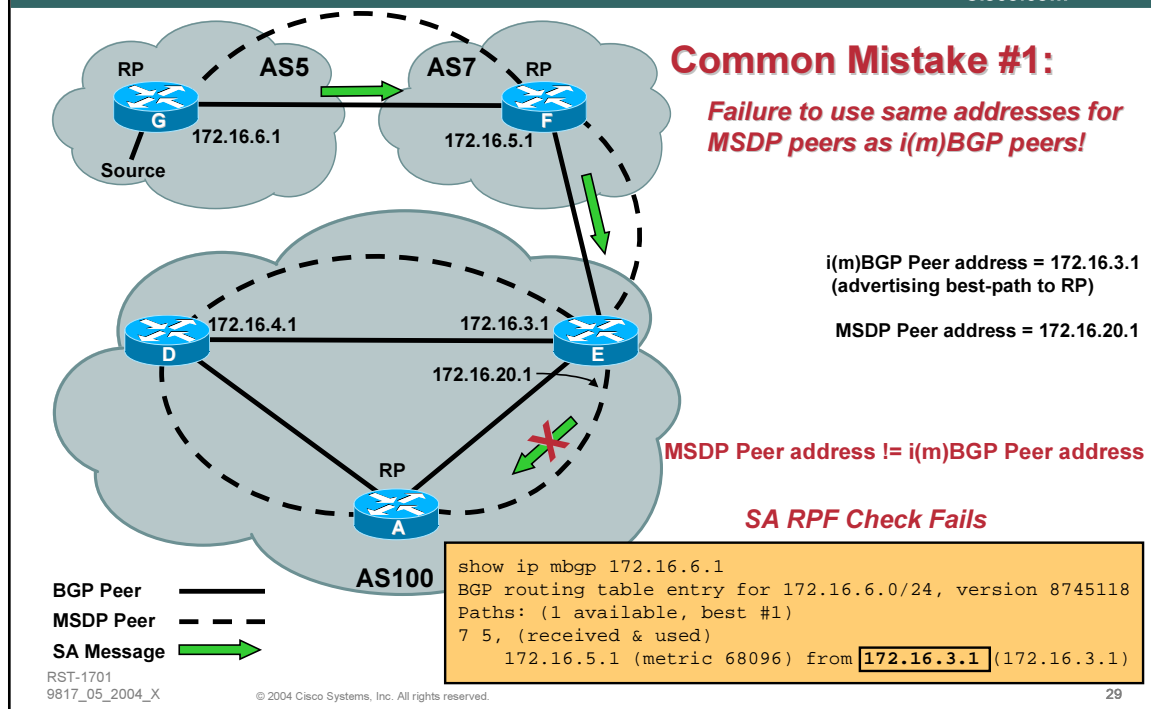 Common Mistake #1:
Failure to use same addresses for
MSDP peers as i(m)BGP peers!
RP
AS5
AS7
RP
G
F
172.16.6.1
172.16.5.1
Source
i(m)BGP Peer address = 172.16.3.1
(advertising best-path to RP)
MSDP Peer address = 172.16.20.1
172.16.4.1
172.16.3.1
D
E
172.16.20.1
MSDP Peer address != i(m)BGP Peer address
RP
A
SA RPF Check Fails
AS100
show ip mbgp 172.16.6.1
BGP routing table entry for 172.16.6.0/24, version 8745118
Paths: (1 available, best #1)
7 5, (received & used)
172.16.5.1 (metric 68096) from 172.16.3.1 (172.16.3.1)
BGP Peer
MSDP Peer
SA Message
RST-1701
9817_05_2004_X
© 2004 Cisco Systems, Inc. All rights reserved.
29